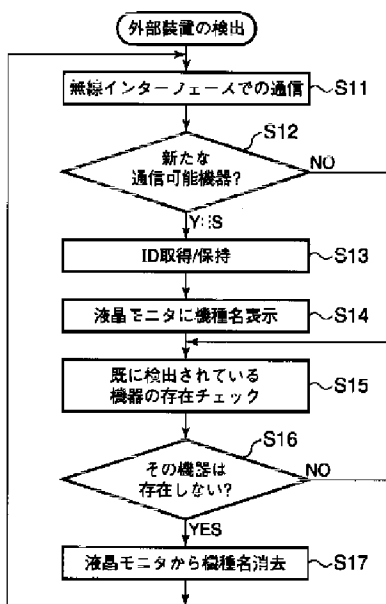 外部装置の検出
無線インターフェースでの通信
S11
S12
新たな
通信可能機器?
NO
YES
ID取得/保持
S13
液晶モニタに機種名表示
S14
既に検出されている
機器の存在チェック
S15
S16
その機器は
存在しない?
NO
YES
液晶モニタから機種名消去
S17